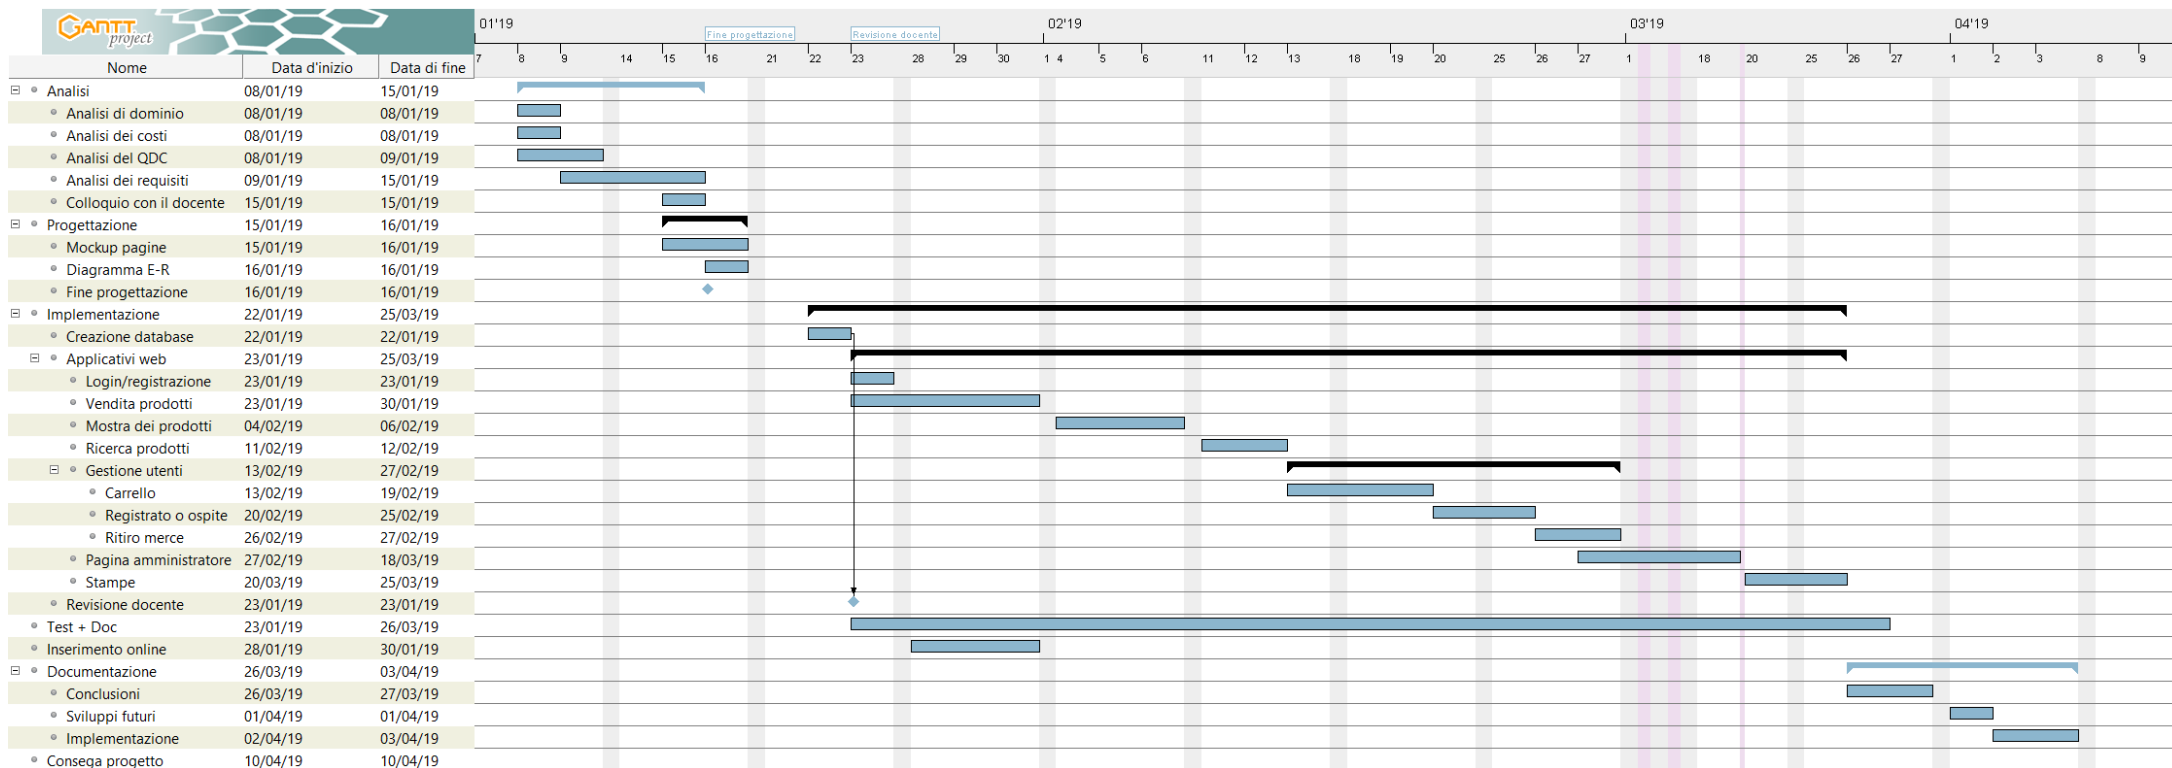 GANTT project
01'19 02'19 03'19 04'19
Fine progettazione Revisione docente
7 8 9 14 15 16 21 22 23 28 29 30 1 4 5 6 11 12 13 18 19 20 25 26 27 1 18 20 25 26 27 1 2 3 8 9
Nome Data d'inizio Data di fine
Analisi 08/01/19 15/01/19
Analisi di dominio 08/01/19 08/01/19
Analisi dei costi 08/01/19 08/01/19
Analisi del QDC 08/01/19 09/01/19
Analisi dei requisiti 09/01/19 15/01/19
Colloquio con il docente 15/01/19 15/01/19
Progettazione 15/01/19 16/01/19
Mockup pagine 15/01/19 16/01/19
Diagramma E-R 16/01/19 16/01/19
Fine progettazione 16/01/19 16/01/19
Implementazione 22/01/19 25/03/19
Creazione database 22/01/19 22/01/19
Applicativi web 23/01/19 25/03/19
Login/registrazione 23/01/19 23/01/19
Vendita prodotti 23/01/19 30/01/19
Mostra dei prodotti 04/02/19 06/02/19
Ricerca prodotti 11/02/19 12/02/19
Gestione utenti 13/02/19 27/02/19
Carrello 13/02/19 19/02/19
Registrato o ospite 20/02/19 25/02/19
Ritiro merce 26/02/19 27/02/19
Pagina amministratore 27/02/19 18/03/19
Stampe 20/03/19 25/03/19
Revisione docente 23/01/19 23/01/19
Test + Doc 23/01/19 26/03/19
Inserimento online 28/01/19 30/01/19
Documentazione 26/03/19 03/04/19
Conclusioni 26/03/19 27/03/19
Sviluppi futuri 01/04/19 01/04/19
Implementazione 02/04/19 03/04/19
Consega progetto 10/04/19 10/04/19